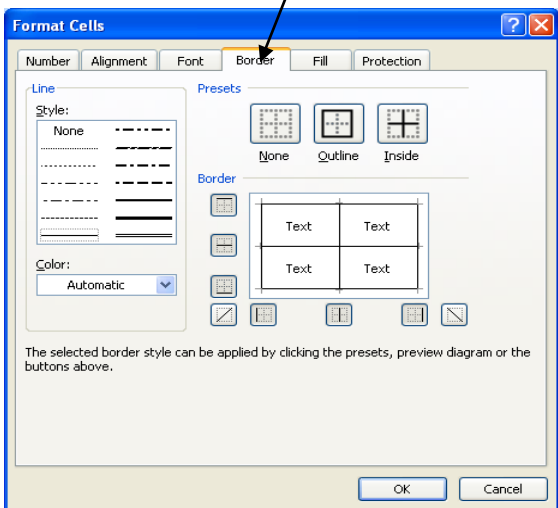 Format Cells
Number Alignment Font Border Fill Protection
Line
Style:
None
Color:
Automatic
Presets
None Outline Inside
Border
Text Text
Text Text
The selected border style can be applied by clicking the presets, preview diagram or the
buttons above.
OK Cancel